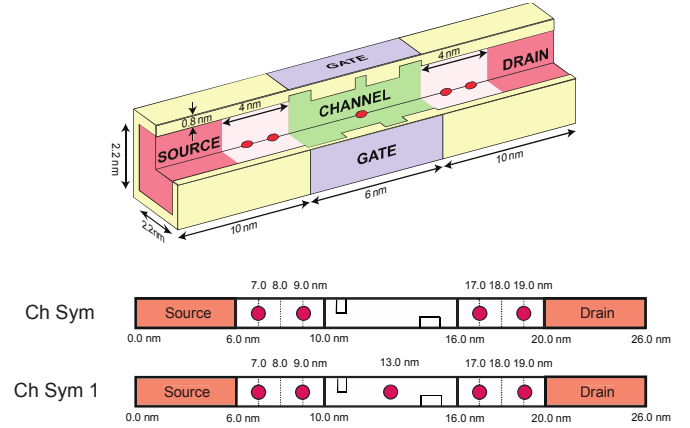 GATE
4 nm
4 nm
DRAIN
CHANNEL
0.8 nm
SOURCE
2.2 nm
GATE
10 nm
6 nm
2.2nm
10 nm
7.0 8.0 9.0 nm 17.0 18.0 19.0 nm
Ch Sym Source Drain
0.0 nm 6.0 nm 10.0 nm 16.0 nm 20.0 nm 26.0 nm
7.0 8.0 9.0 nm 13.0 nm 17.0 18.0 19.0 nm
Ch Sym 1 Source Drain
0.0 nm 6.0 nm 10.0 nm 16.0 nm 20.0 nm 26.0 nm